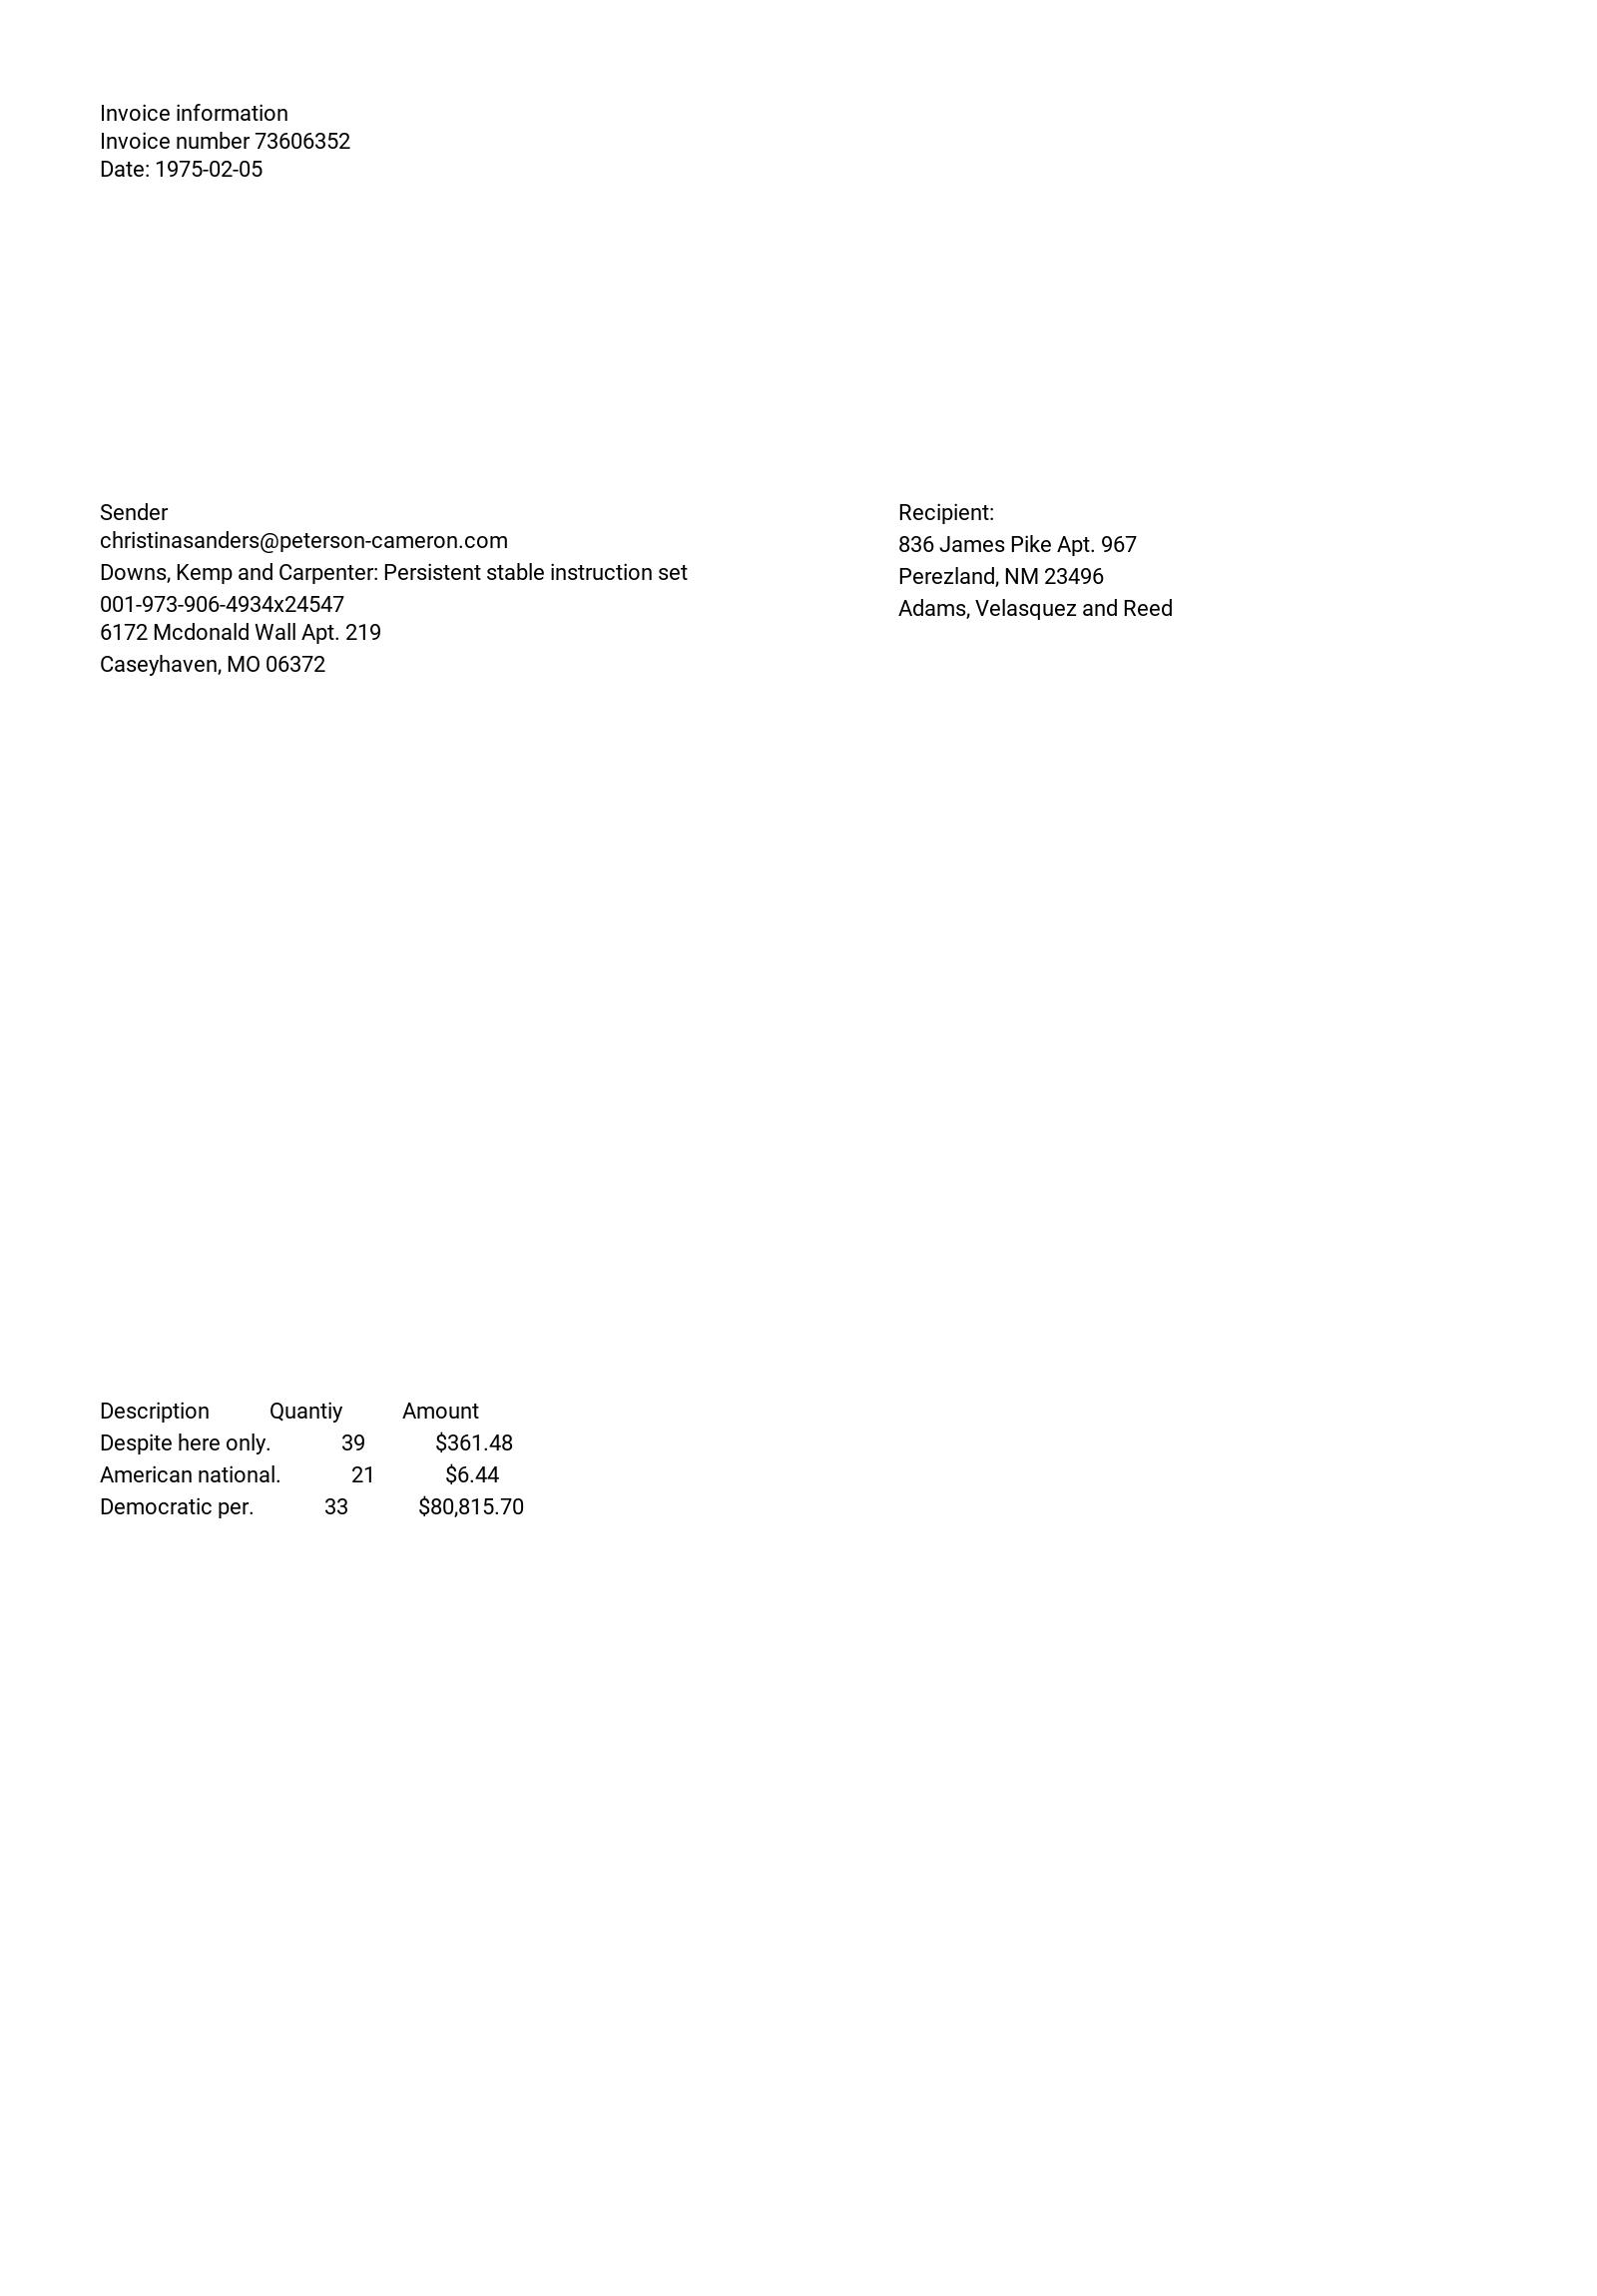 Invoice information
Invoice number 73606352
Date: 1975-02-05
Sender
christinasanders@peterson-cameron.com
Downs, Kemp and Carpenter: Persistent stable instruction set
001-973-906-4934x24547
6172 Mcdonald Wall Apt. 219
Caseyhaven, MO 06372
Recipient:
836 James Pike Apt. 967
Perezland, NM 23496
Adams, Velasquez and Reed
Description Quantiy Amount
Despite here only. 39 $361.48
American national. 21 $6.44
Democratic per. 33 $80,815.70